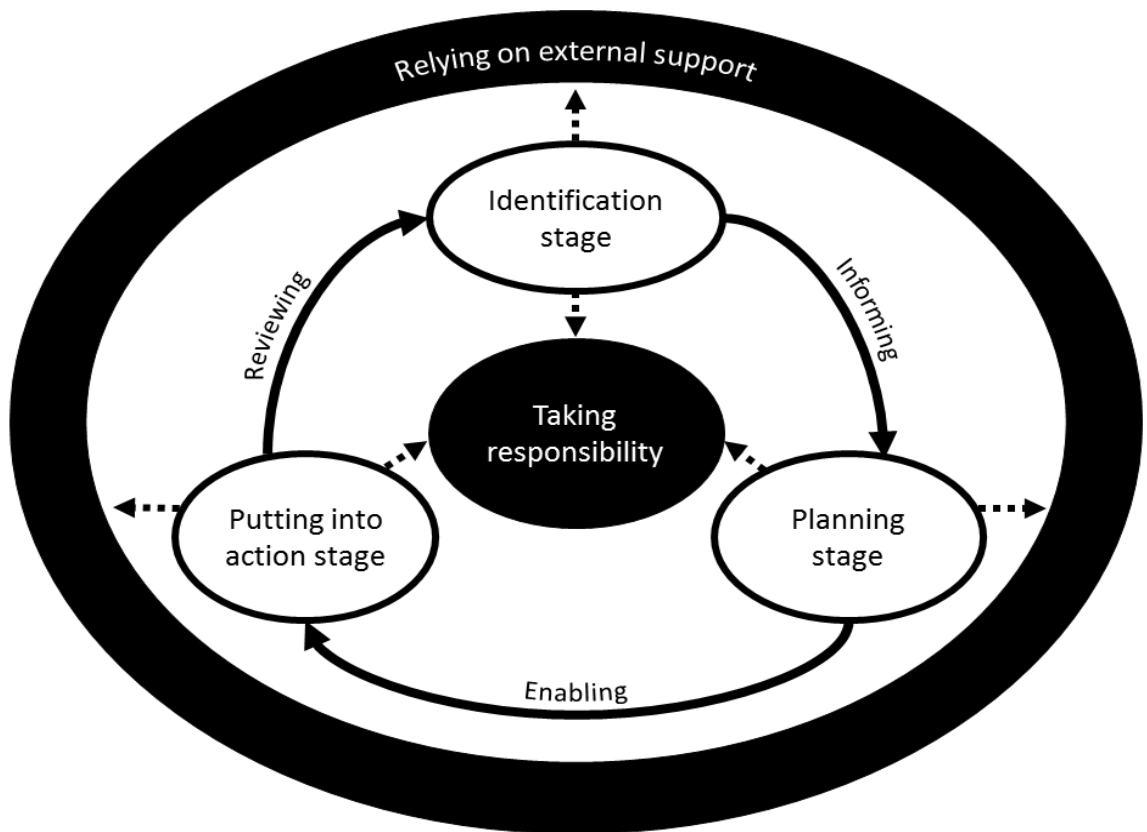 Relying on external support
Identification
stage
Informing
Reviewing
Taking
responsibility
Putting into
action stage
Planning
stage
Enabling